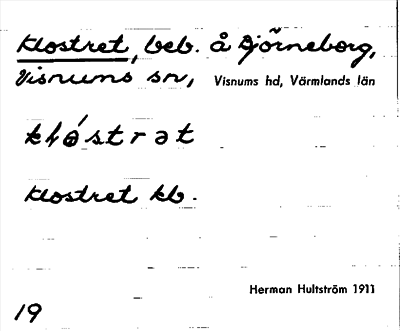 Klostret, beb. å Björneborg,
Visnums sn, Visnums hd, Värmlands län
klóstrət
Klostret kb.
Herman Hultström 1911
19